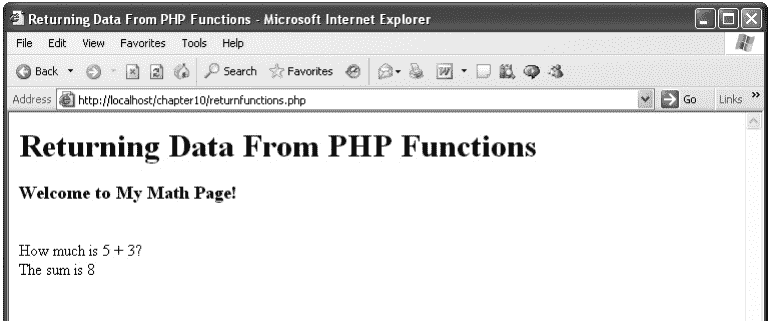 Returning Data From PHP Functions - Microsoft Internet Explorer
File Edit View Favorites Tools Help
Back Search Favorites
Address http://localhost/chapter10/returnfunctions.php Go Links »
Returning Data From PHP Functions
Welcome to My Math Page!
How much is 5 + 3?
The sum is 8